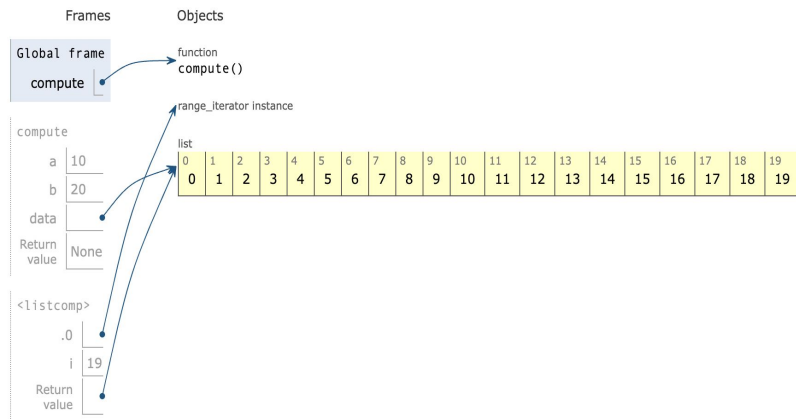 Frames Objects
Global frame
compute
function
compute()
range_iterator instance
compute
a 10
b 20
data
Return
value None
list
0 1 2 3 4 5 6 7 8 9 10 11 12 13 14 15 16 17 18 19
0 1 2 3 4 5 6 7 8 9 10 11 12 13 14 15 16 17 18 19
<listcomp>
.0
i 19
Return
value